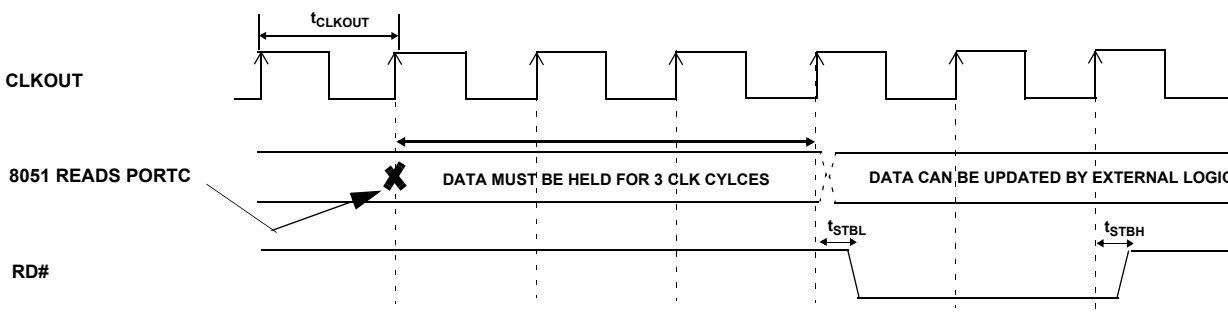 tCLKOUT
CLKOUT
8051 READS PORTC
DATA MUST BE HELD FOR 3 CLK CYLCES
DATA CAN BE UPDATED BY EXTERNAL LOGIC
tSTBL
tSTBH
RD#